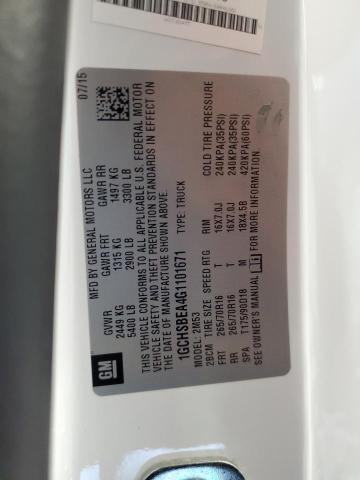 GM
MFD BY GENERAL MOTORS LLC 07/15
GVWR GAWR FRT GAWR RR
2449 KG 1315 KG 1497 KG
5400 LB 2900 LB 3300 LB
THIS VEHICLE CONFORMS TO ALL APPLICABLE U.S. FEDERAL MOTOR
VEHICLE SAFETY AND THEFT PREVENTION STANDARDS IN EFFECT ON
THE DATE OF MANUFACTURE SHOWN ABOVE.
1GCHSBEA4G1101671 TYPE: TRUCK
MODEL: 2M53
2BCM TIRE SIZE SPEED RTG RIM COLD TIRE PRESSURE
FRT 265/70R16 T 16X7.0J 240KPA(35PSI)
RR 265/70R16 T 16X7.0J 240KPA(35PSI)
SPA T175/90D18 M 18X4.5B 420KPA(60PSI)
SEE OWNER'S MANUAL FOR MORE INFORMATION.